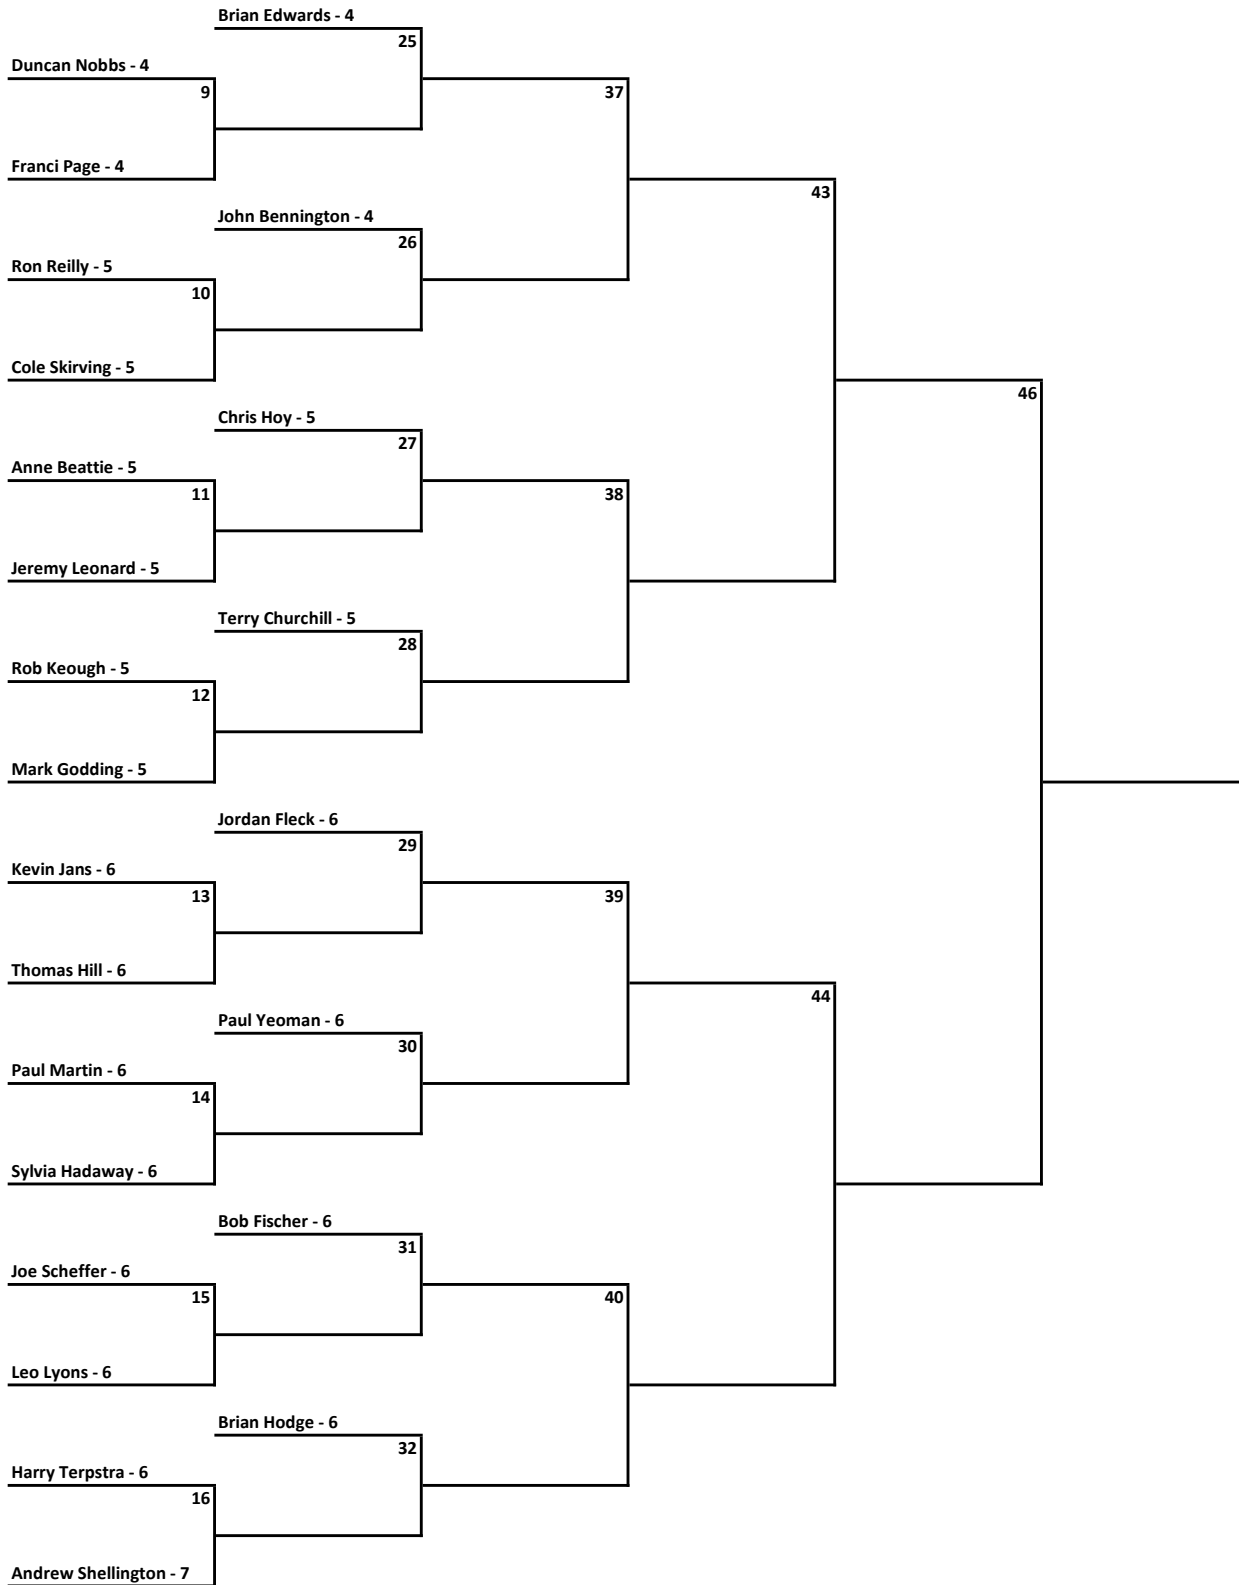 Brian Edwards - 4
25
Duncan Nobbs - 4
9
37
Franci Page - 4
43
John Bennington - 4
26
Ron Reilly - 5
10
Cole Skirving - 5
46
Chris Hoy - 5
27
Anne Beattie - 5
11
38
Jeremy Leonard - 5
Terry Churchill - 5
28
Rob Keough - 5
12
Mark Godding - 5
Jordan Fleck - 6
29
Kevin Jans - 6
13
39
Thomas Hill - 6
44
Paul Yeoman - 6
30
Paul Martin - 6
14
Sylvia Hadaway - 6
Bob Fischer - 6
31
Joe Scheffer - 6
15
40
Leo Lyons - 6
Brian Hodge - 6
32
Harry Terpstra - 6
16
Andrew Shellington - 7